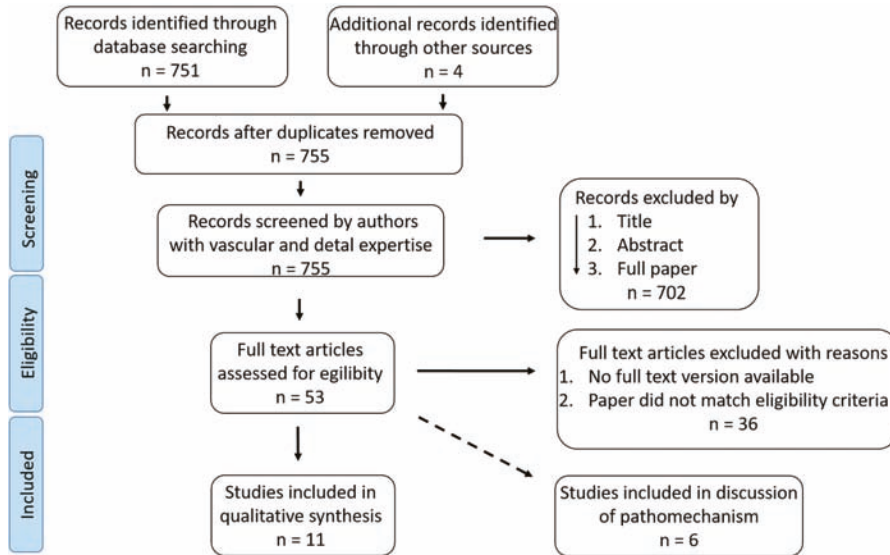 Records identified through
database searching
n = 751
Additional records identified
through other sources
n = 4
Records after duplicates removed
n = 755
Screening
Records screened by authors
with vascular and detal expertise
n = 755
Records excluded by
1. Title
2. Abstract
3. Full paper
n = 702
Eligibility
Full text articles
assessed for egilibity
n = 53
Full text articles excluded with reasons
1. No full text version available
2. Paper did not match eligibility criteria
n = 36
Included
Studies included in
qualitative synthesis
n = 11
Studies included in discussion
of pathomechanism
n = 6